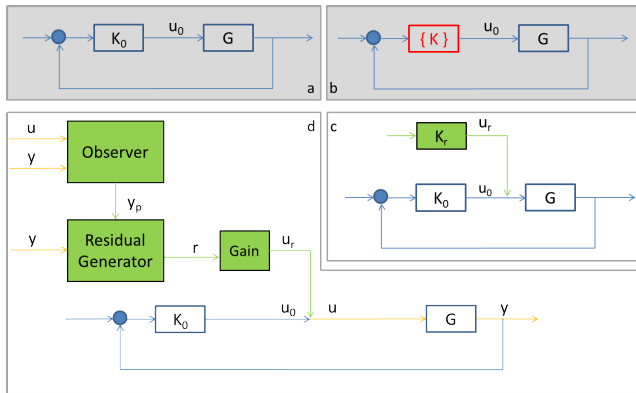 u₀
K₀
G
a
u₀
{ K }
G
b
u
y
Observer
d
yₚ
y
Residual
Generator
r
Gain
uᵣ
K₀
u₀
u
G
y
c
Kᵣ
uᵣ
K₀
u₀
G